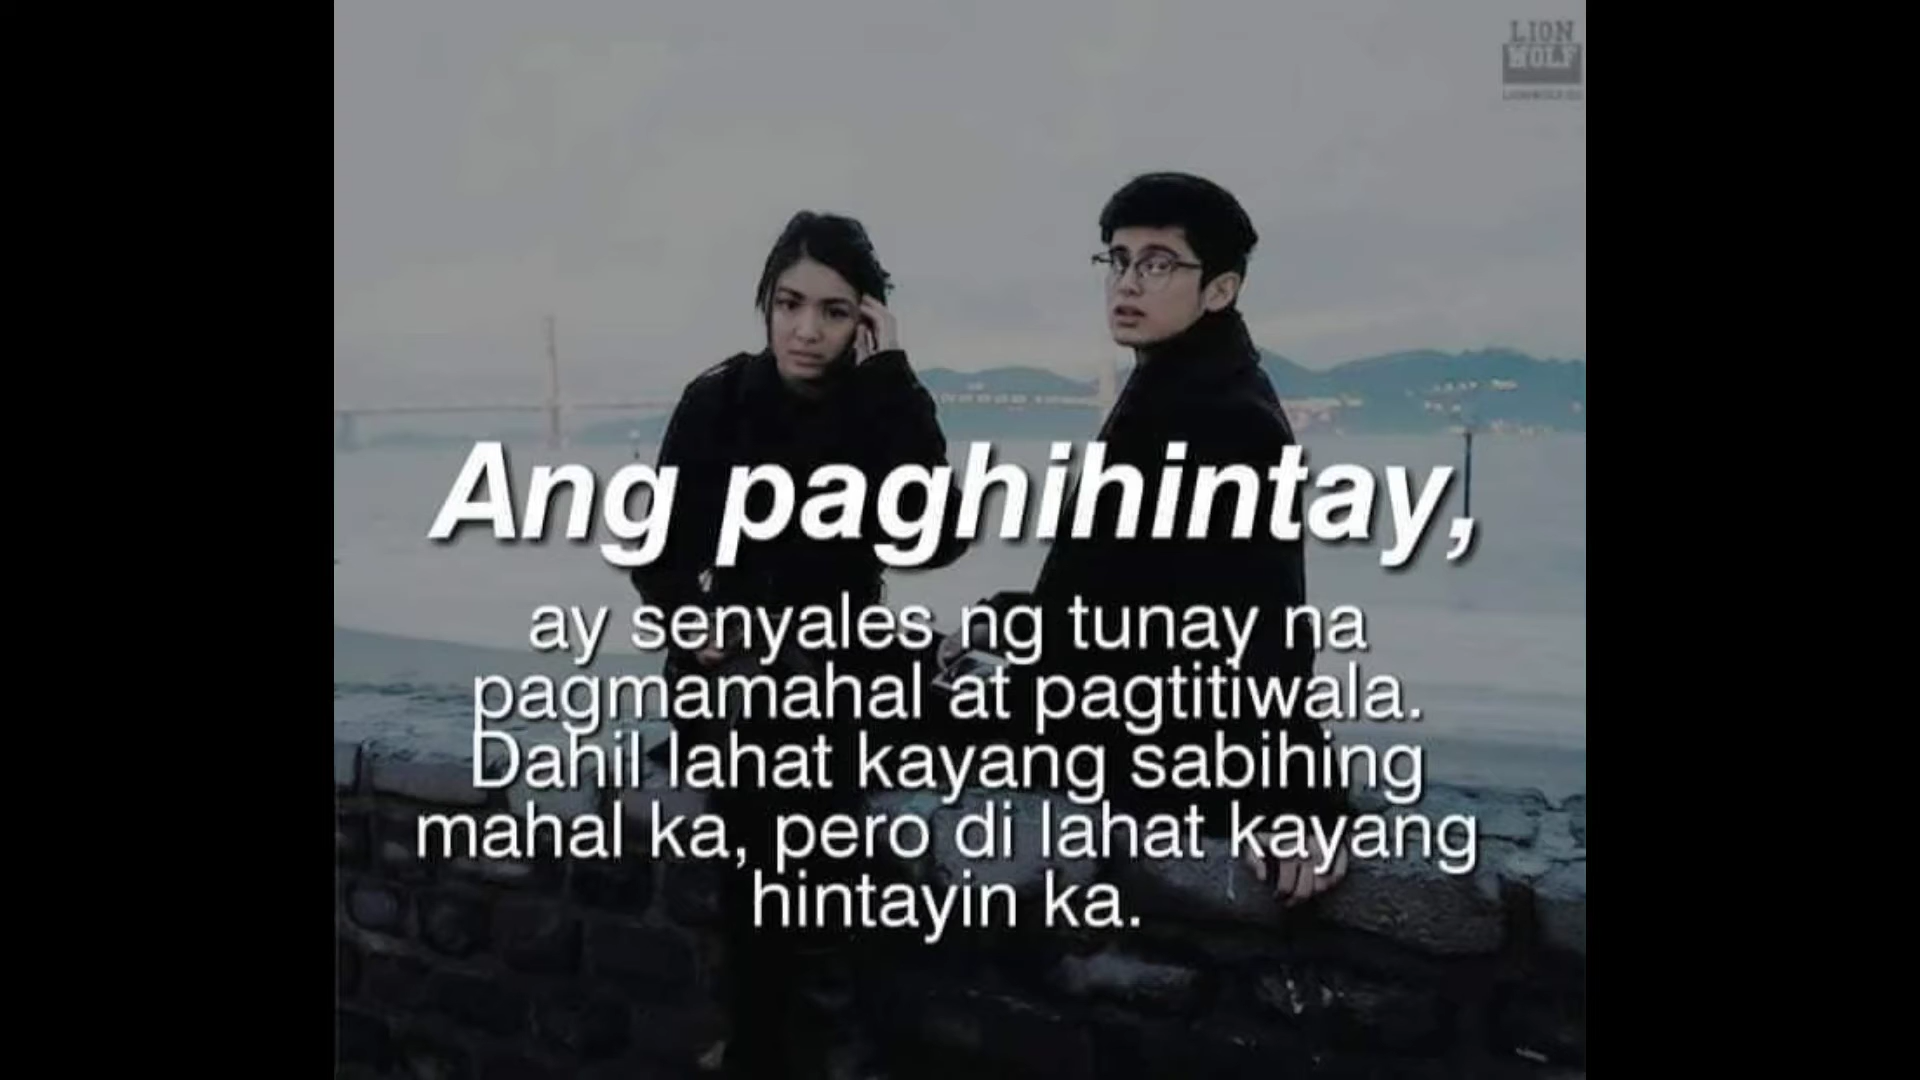 LION
WOLF
Ang paghihintay,
ay senyales ng tunay na
pagmamahal at pagtitiwala.
Dahil lahat kayang sabihing
mahal ka, pero di lahat kayang
hintayin ka.